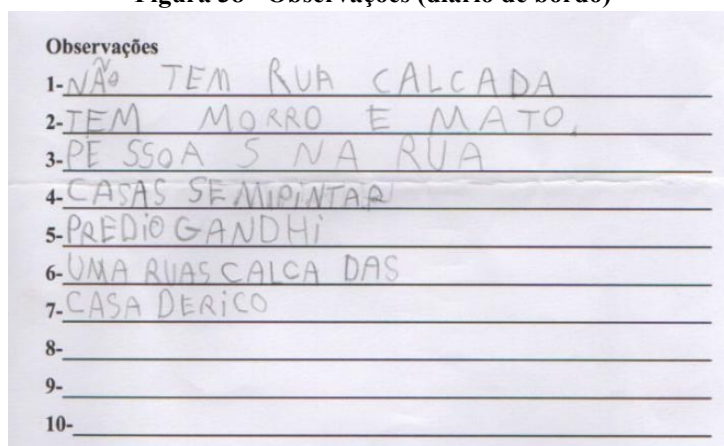 Figura 38 - Observações (diário de bordo)
Observações
1- NÃO TEM RUA CALCADA
2- TEM MORRO E MATO,
3- PE SSOA S NA RUA
4- CASAS SEMIPINTAR
5- PREDIO GANDHI
6- UMA RUAS CALCA DAS
7- CASA DERICO
8-
9-
10-